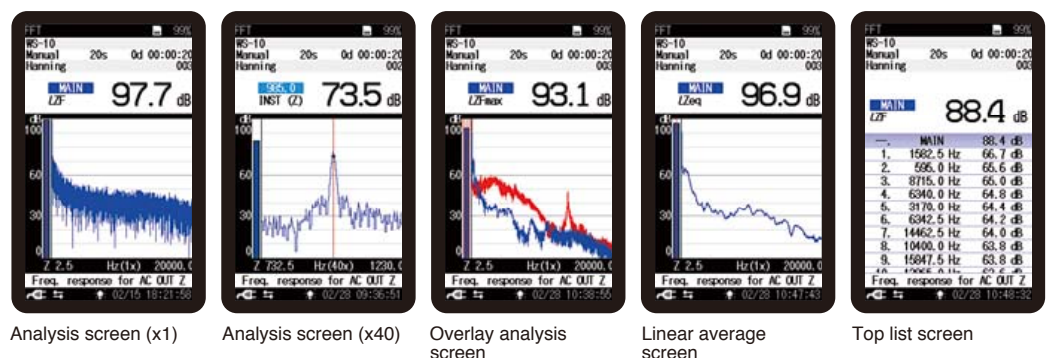 FFT 99%
WS-10
Manual 20s 0d 00:00:20
Hanning 003
MAIN
LZF 97.7 dB
dB
100
60
30
0
Z 2.5 Hz(1x) 20000.0
Freq. response for AC OUT Z
02/15 18:21:58
Analysis screen (x1)
FFT 99%
WS-10
Manual 20s 0d 00:00:20
Hanning 002
985.0
INST (Z) 73.5 dB
dB
100
60
30
0
Z 732.5 Hz(40x) 1230.0
Freq. response for AC OUT Z
02/28 09:36:51
Analysis screen (x40)
FFT 99%
WS-10
Manual 20s 0d 00:00:20
Hanning 003
MAIN
LZFmax 93.1 dB
dB
100
60
30
0
Z 2.5 Hz(1x) 20000.0
Freq. response for AC OUT Z
02/28 10:38:55
Overlay analysis
screen
FFT 99%
WS-10
Manual 20s 0d 00:00:20
Hanning 003
MAIN
LZeq 96.9 dB
dB
100
60
30
0
Z 2.5 Hz(1x) 20000.0
Freq. response for AC OUT Z
02/28 10:47:43
Linear average
screen
FFT 99%
WS-10
Manual 20s 0d 00:00:20
Hanning 003
MAIN
LZF 88.4 dB
--. MAIN 88.4 dB
1. 1582.5 Hz 66.7 dB
2. 595.0 Hz 65.6 dB
3. 8715.0 Hz 65.0 dB
4. 6340.0 Hz 64.8 dB
5. 3170.0 Hz 64.4 dB
6. 6342.5 Hz 64.2 dB
7. 14462.5 Hz 64.0 dB
8. 10400.0 Hz 63.8 dB
9. 15847.5 Hz 63.8 dB
Freq. response for AC OUT Z
02/28 10:48:32
Top list screen